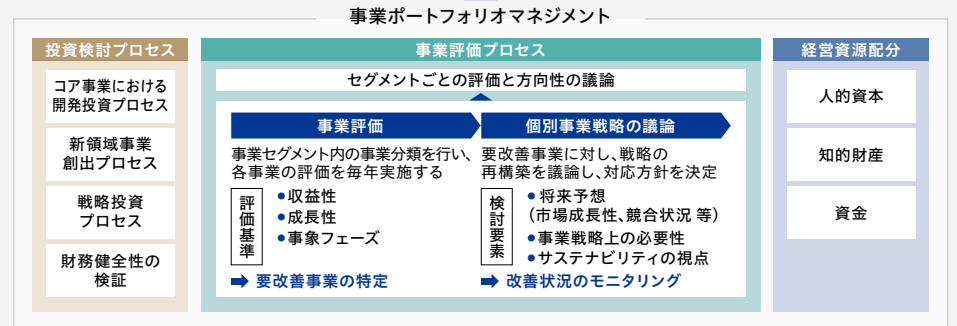 事業ポートフォリオマネジメント
投資検討プロセス
コア事業における
開発投資プロセス
新領域事業
創出プロセス
戦略投資
プロセス
財務健全性の
検証
事業評価プロセス
セグメントごとの評価と方向性の議論
事業評価
事業セグメント内の事業分類を行い、
各事業の評価を毎年実施する
評価基準
●収益性
●成長性
●事象フェーズ
➡ 要改善事業の特定
個別事業戦略の議論
要改善事業に対し、戦略の
再構築を議論し、対応方針を決定
検討要素
●将来予想
(市場成長性、競合状況 等)
●事業戦略上の必要性
●サステナビリティの視点
➡ 改善状況のモニタリング
経営資源配分
人的資本
知的財産
資金